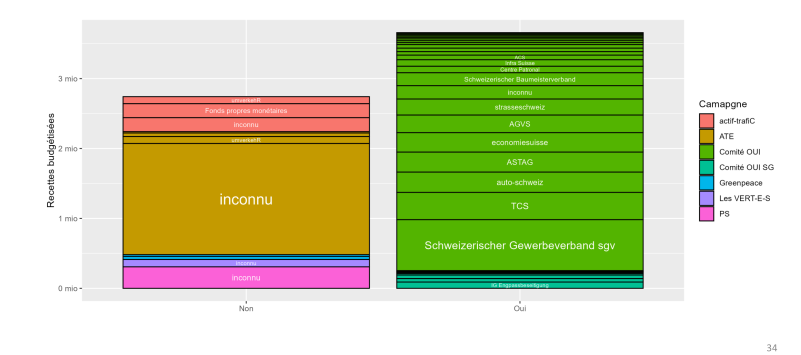 Recettes budgétisées
3 mio
2 mio
1 mio
0 mio
umverkehR
Fonds propres monétaires
inconnu
umverkehR
inconnu
inconnu
inconnu
ACS
Infra Suisse
Centre Patronal
Schweizerischer Baumeisterverband
inconnu
strasseschweiz
AGVS
economiesuisse
ASTAG
auto-schweiz
TCS
Schweizerischer Gewerbeverband sgv
IG Engpassbeseitigung
Non
Oui
Camapgne
actif-trafiC
ATE
Comité OUI
Comité OUI SG
Greenpeace
Les VERT-E-S
PS
34